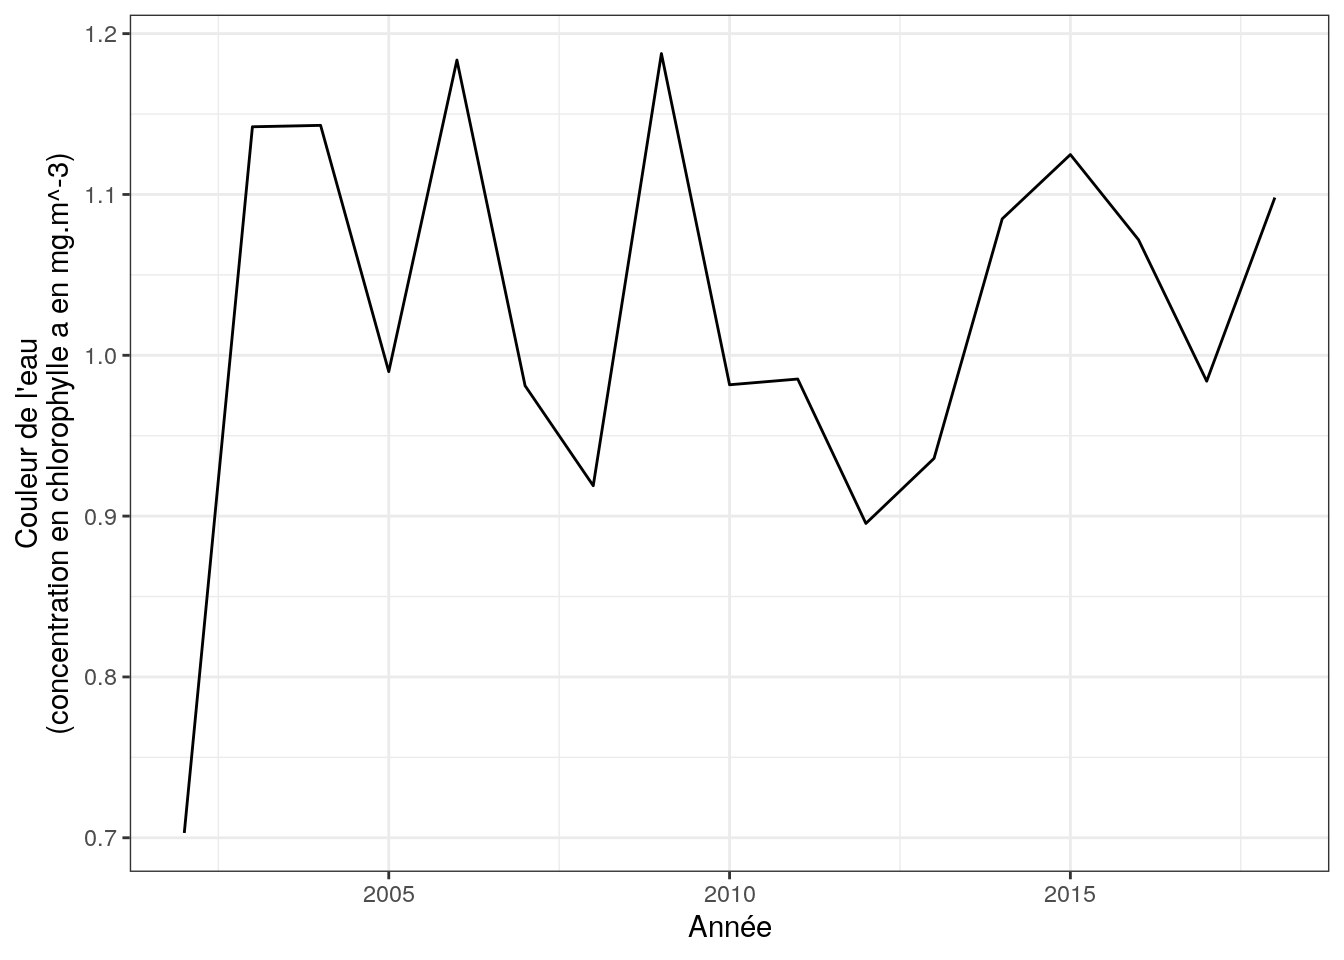 Couleur de l'eau
(concentration en chlorophylle a en mg.m^-3)
1.2
1.1
1.0
0.9
0.8
0.7
2005 2010 2015
Année